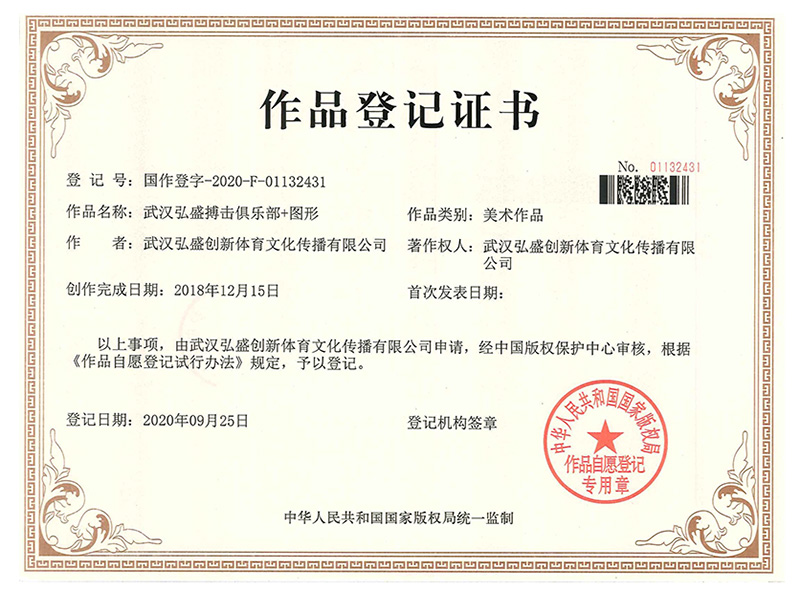 作品登记证书
No. 01132431
登 记 号：国作登字-2020-F-01132431
作品名称：武汉弘盛搏击俱乐部+图形
作品类别：美术作品
作 者：武汉弘盛创新体育文化传播有限公司
著作权人：武汉弘盛创新体育文化传播有限
公司
创作完成日期：2018年12月15日
首次发表日期：
以上事项，由武汉弘盛创新体育文化传播有限公司申请，经中国版权保护中心审核，根据
《作品自愿登记试行办法》规定，予以登记。
登记日期：2020年09月25日
登记机构签章
中华人民共和国国家版权局
作品自愿登记
专用章
中华人民共和国国家版权局统一监制